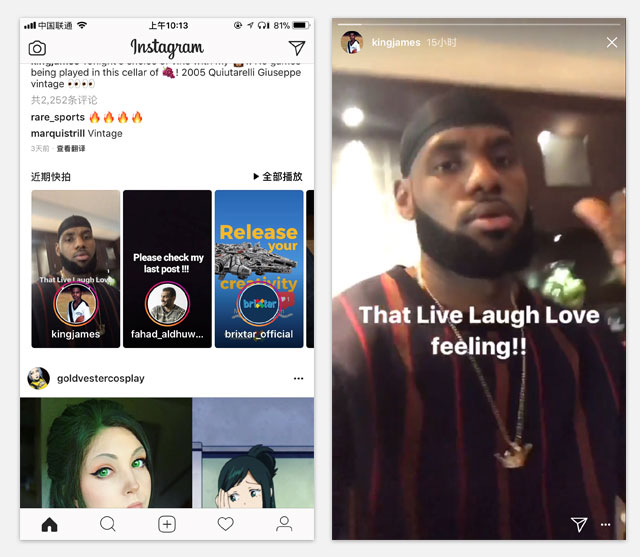 中国联通
上午10:13
81%
Instagram
being played in this cellar of 🍇! 2005 Quiutarelli Giuseppe
vintage 👀👀
共2,252条评论
rare_sports 🔥🔥🔥🔥
marquistrill Vintage
3天前 · 查看翻译
近期快拍
▶ 全部播放
That Live Laugh Love
kingjames
Please check my
last post !!!
fahad_aldhuw...
Release
your
creativity
brixtar
brixtar_official
goldvestercosplay
kingjames 15小时
That Live Laugh Love
feeling!!